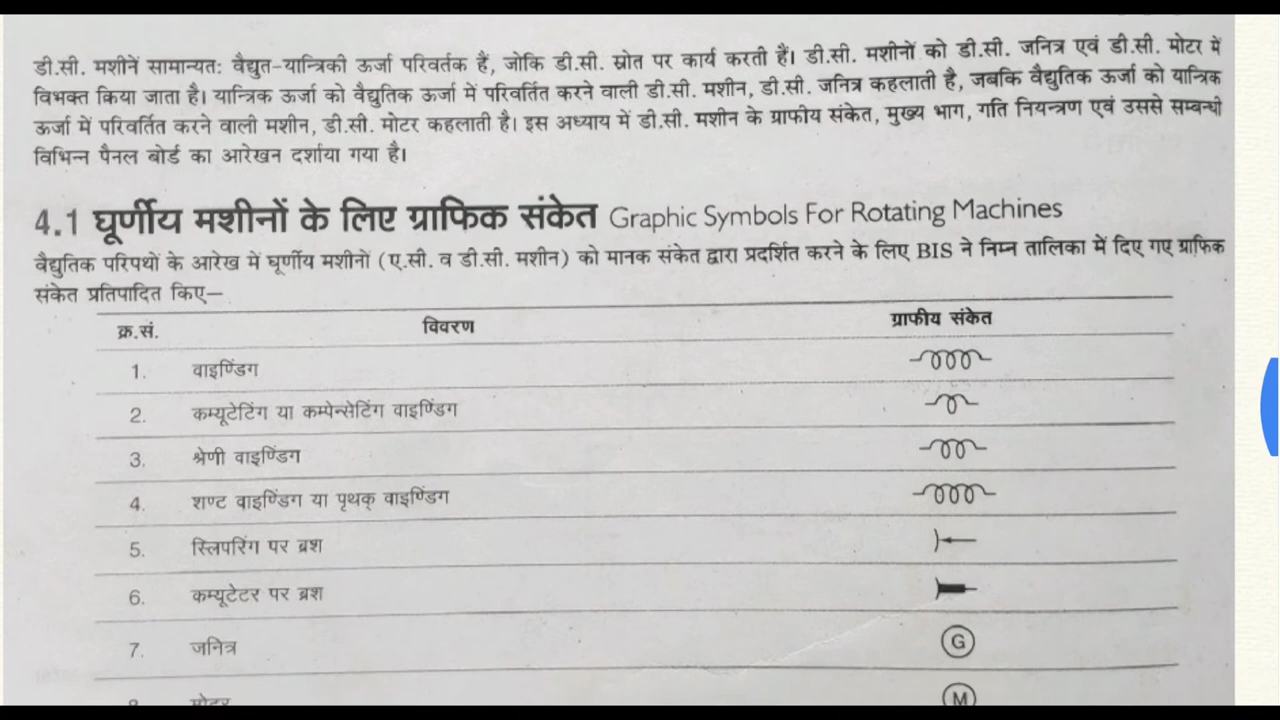 डी.सी. मशीनें सामान्यतः वैद्युत-यान्त्रिकी ऊर्जा परिवर्तक हैं, जोकि डी.सी. स्रोत पर कार्य करती हैं। डी.सी. मशीनों को डी.सी. जनित्र एवं डी.सी. मोटर में
विभक्त किया जाता है। यान्त्रिक ऊर्जा को वैद्युतिक ऊर्जा में परिवर्तित करने वाली डी.सी. मशीन, डी.सी. जनित्र कहलाती है, जबकि वैद्युतिक ऊर्जा को यान्त्रिक
ऊर्जा में परिवर्तित करने वाली मशीन, डी.सी. मोटर कहलाती है। इस अध्याय में डी.सी. मशीन के ग्राफीय संकेत, मुख्य भाग, गति नियन्त्रण एवं उससे सम्बन्धी
विभिन्न पैनल बोर्ड का आरेखन दर्शाया गया है।
4.1 घूर्णीय मशीनों के लिए ग्राफिक संकेत Graphic Symbols For Rotating Machines
वैद्युतिक परिपथों के आरेख में घूर्णीय मशीनों (ए.सी. व डी.सी. मशीन) को मानक संकेत द्वारा प्रदर्शित करने के लिए BIS ने निम्न तालिका में दिए गए ग्राफिक
संकेत प्रतिपादित किए—
क्र.सं. विवरण ग्राफीय संकेत
1. वाइण्डिंग
2. कम्यूटेटिंग या कम्पेन्सेटिंग वाइण्डिंग
3. श्रेणी वाइण्डिंग
4. शण्ट वाइण्डिंग या पृथक् वाइण्डिंग
5. स्लिपरिंग पर ब्रश
6. कम्यूटेटर पर ब्रश
7. जनित्र G
8. मोटर M